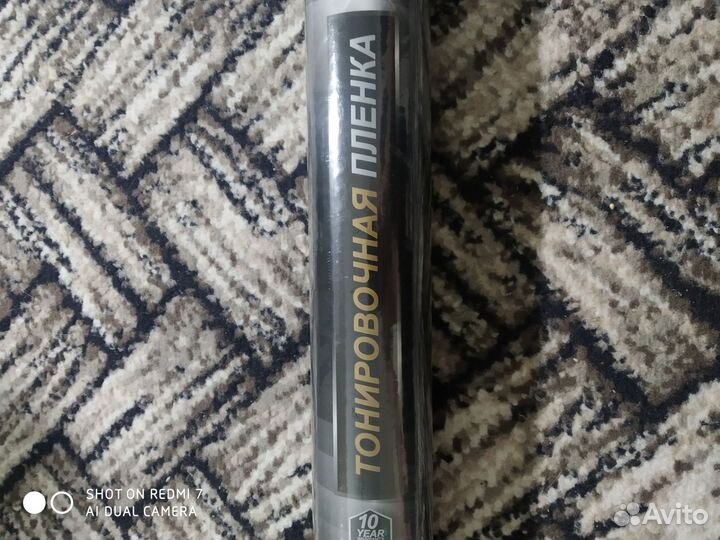 ТОНИРОВОЧНАЯ ПЛЕНКА
10
YEAR
SHOT ON REDMI 7
AI DUAL CAMERA
Avito